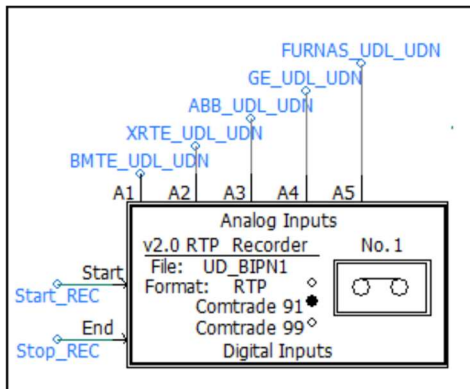 FURNAS_UDL_UDN
GE_UDL_UDN
ABB_UDL_UDN
XRTE_UDL_UDN
BMTE_UDL_UDN
A1 A2 A3 A4 A5
Analog Inputs
v2.0 RTP Recorder No. 1
Start File: UD_BIPN1
Start_REC Format: RTP
Comtrade 91
End Comtrade 99
Stop_REC Digital Inputs